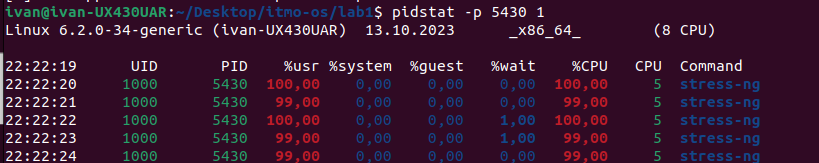 ivan@ivan-UX430UAR:~/Desktop/itmo-os/lab1$ pidstat -p 5430 1
Linux 6.2.0-34-generic (ivan-UX430UAR) 13.10.2023 _x86_64_ (8 CPU)
22:22:19 UID PID %usr %system %guest %wait %CPU CPU Command
22:22:20 1000 5430 100,00 0,00 0,00 0,00 100,00 5 stress-ng
22:22:21 1000 5430 99,00 0,00 0,00 0,00 99,00 5 stress-ng
22:22:22 1000 5430 100,00 0,00 0,00 1,00 100,00 5 stress-ng
22:22:23 1000 5430 99,00 0,00 0,00 1,00 99,00 5 stress-ng
22:22:24 1000 5430 99,00 0,00 0,00 0,00 99,00 5 stress-ng